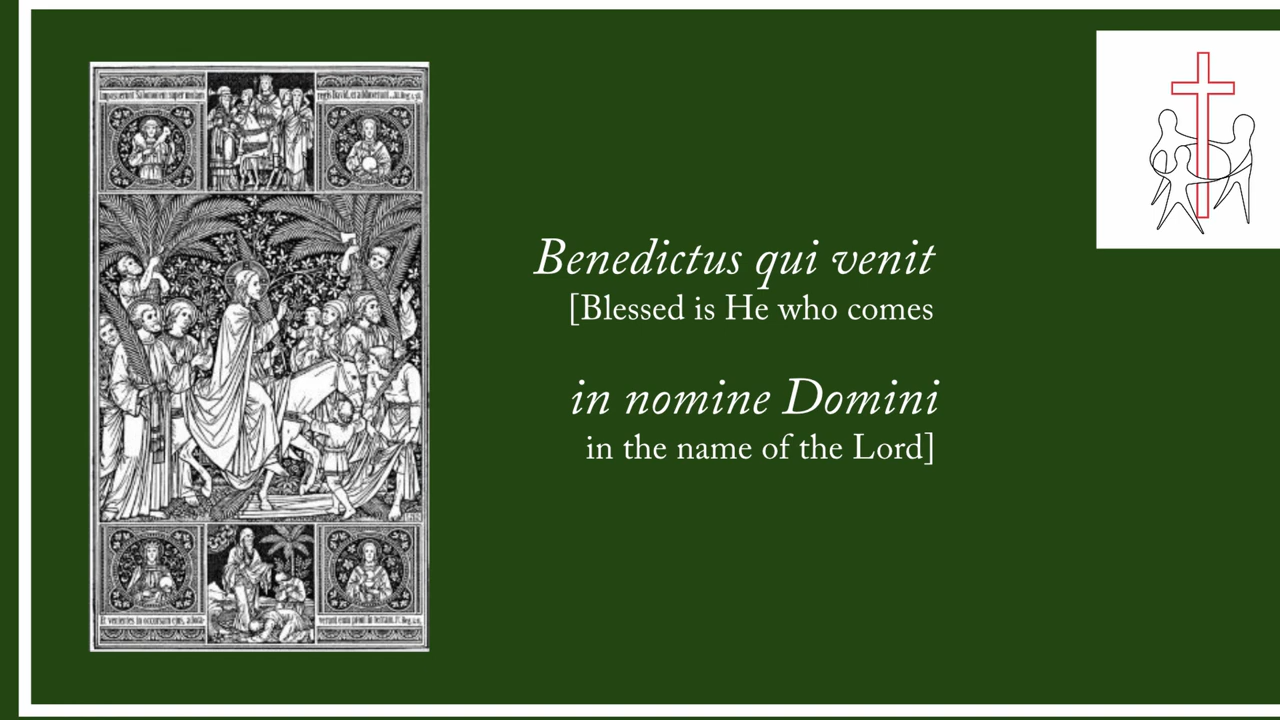 Benedictus qui venit
[Blessed is He who comes
in nomine Domini
in the name of the Lord]